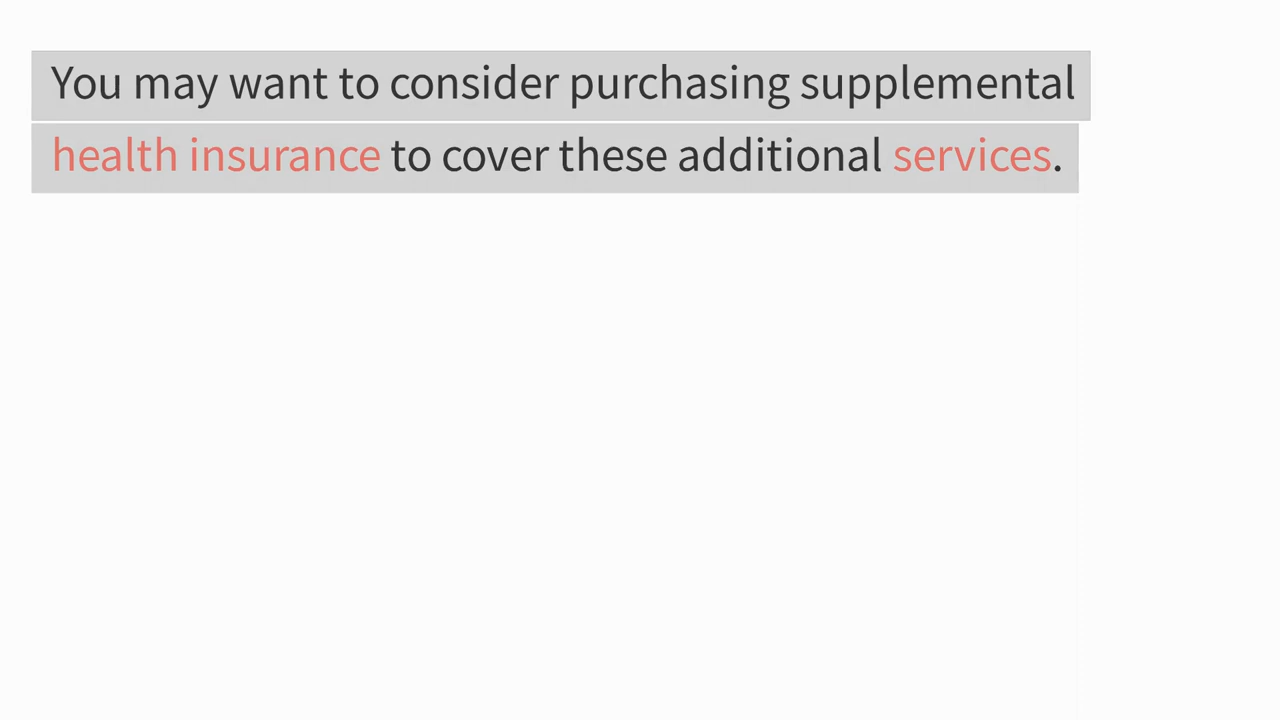 You may want to consider purchasing supplemental
health insurance to cover these additional services.